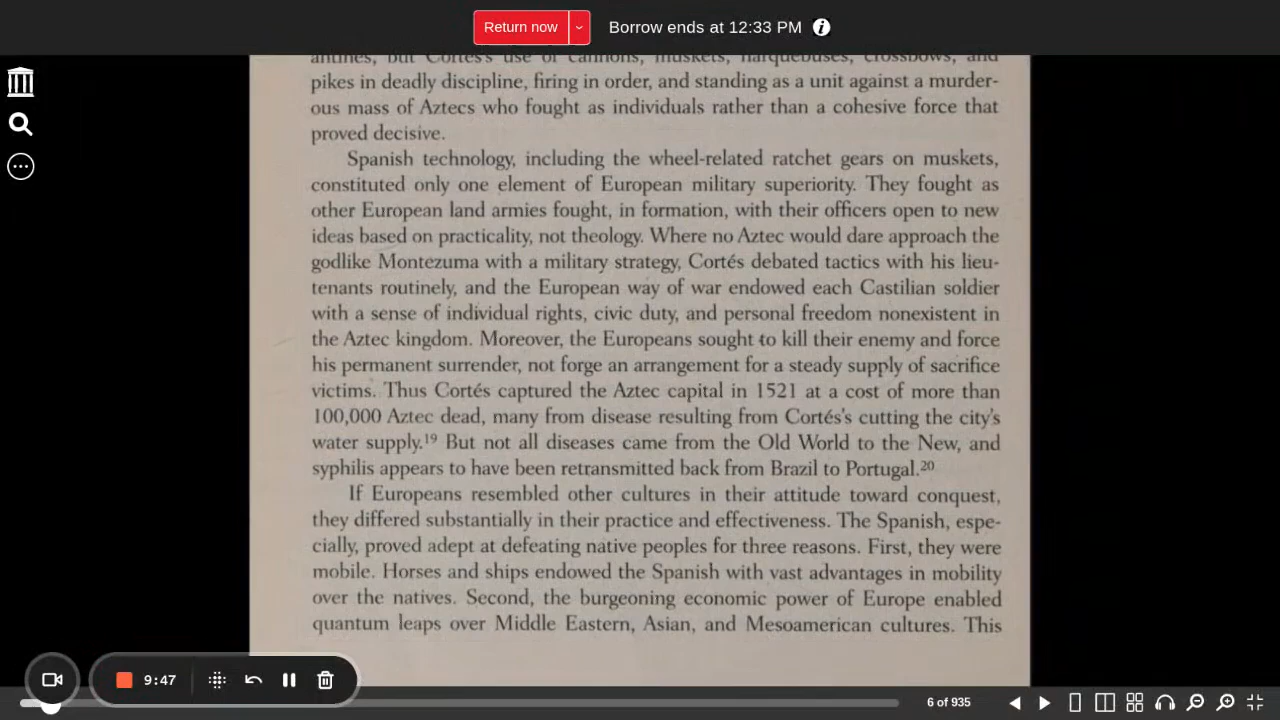 Return now
Borrow ends at 12:33 PM
antines, but Cortés's use of cannons, muskets, harquebuses, crossbows, and
pikes in deadly discipline, firing in order, and standing as a unit against a murder-
ous mass of Aztecs who fought as individuals rather than a cohesive force that
proved decisive.
Spanish technology, including the wheel-related ratchet gears on muskets,
constituted only one element of European military superiority. They fought as
other European land armies fought, in formation, with their officers open to new
ideas based on practicality, not theology. Where no Aztec would dare approach the
godlike Montezuma with a military strategy, Cortés debated tactics with his lieu-
tenants routinely, and the European way of war endowed each Castilian soldier
with a sense of individual rights, civic duty, and personal freedom nonexistent in
the Aztec kingdom. Moreover, the Europeans sought to kill their enemy and force
his permanent surrender, not forge an arrangement for a steady supply of sacrifice
victims. Thus Cortés captured the Aztec capital in 1521 at a cost of more than
100,000 Aztec dead, many from disease resulting from Cortés's cutting the city's
water supply.19 But not all diseases came from the Old World to the New, and
syphilis appears to have been retransmitted back from Brazil to Portugal.20
If Europeans resembled other cultures in their attitude toward conquest,
they differed substantially in their practice and effectiveness. The Spanish, espe-
cially, proved adept at defeating native peoples for three reasons. First, they were
mobile. Horses and ships endowed the Spanish with vast advantages in mobility
over the natives. Second, the burgeoning economic power of Europe enabled
quantum leaps over Middle Eastern, Asian, and Mesoamerican cultures. This
9:47
6 of 935